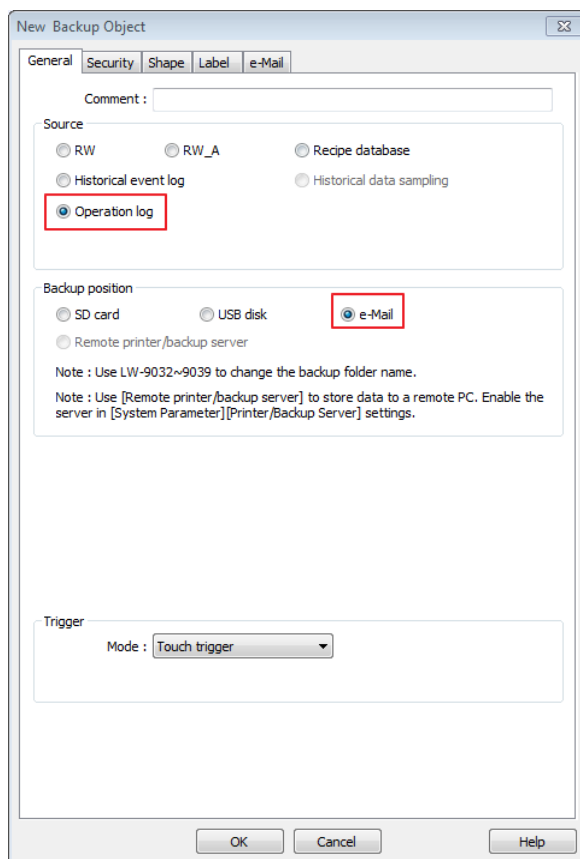 New Backup Object
General Security Shape Label e-Mail
Comment :
Source
RW RW_A Recipe database
Historical event log Historical data sampling
Operation log
Backup position
SD card USB disk e-Mail
Remote printer/backup server
Note : Use LW-9032~9039 to change the backup folder name.
Note : Use [Remote printer/backup server] to store data to a remote PC. Enable the
server in [System Parameter][Printer/Backup Server] settings.
Trigger
Mode : Touch trigger
OK Cancel Help